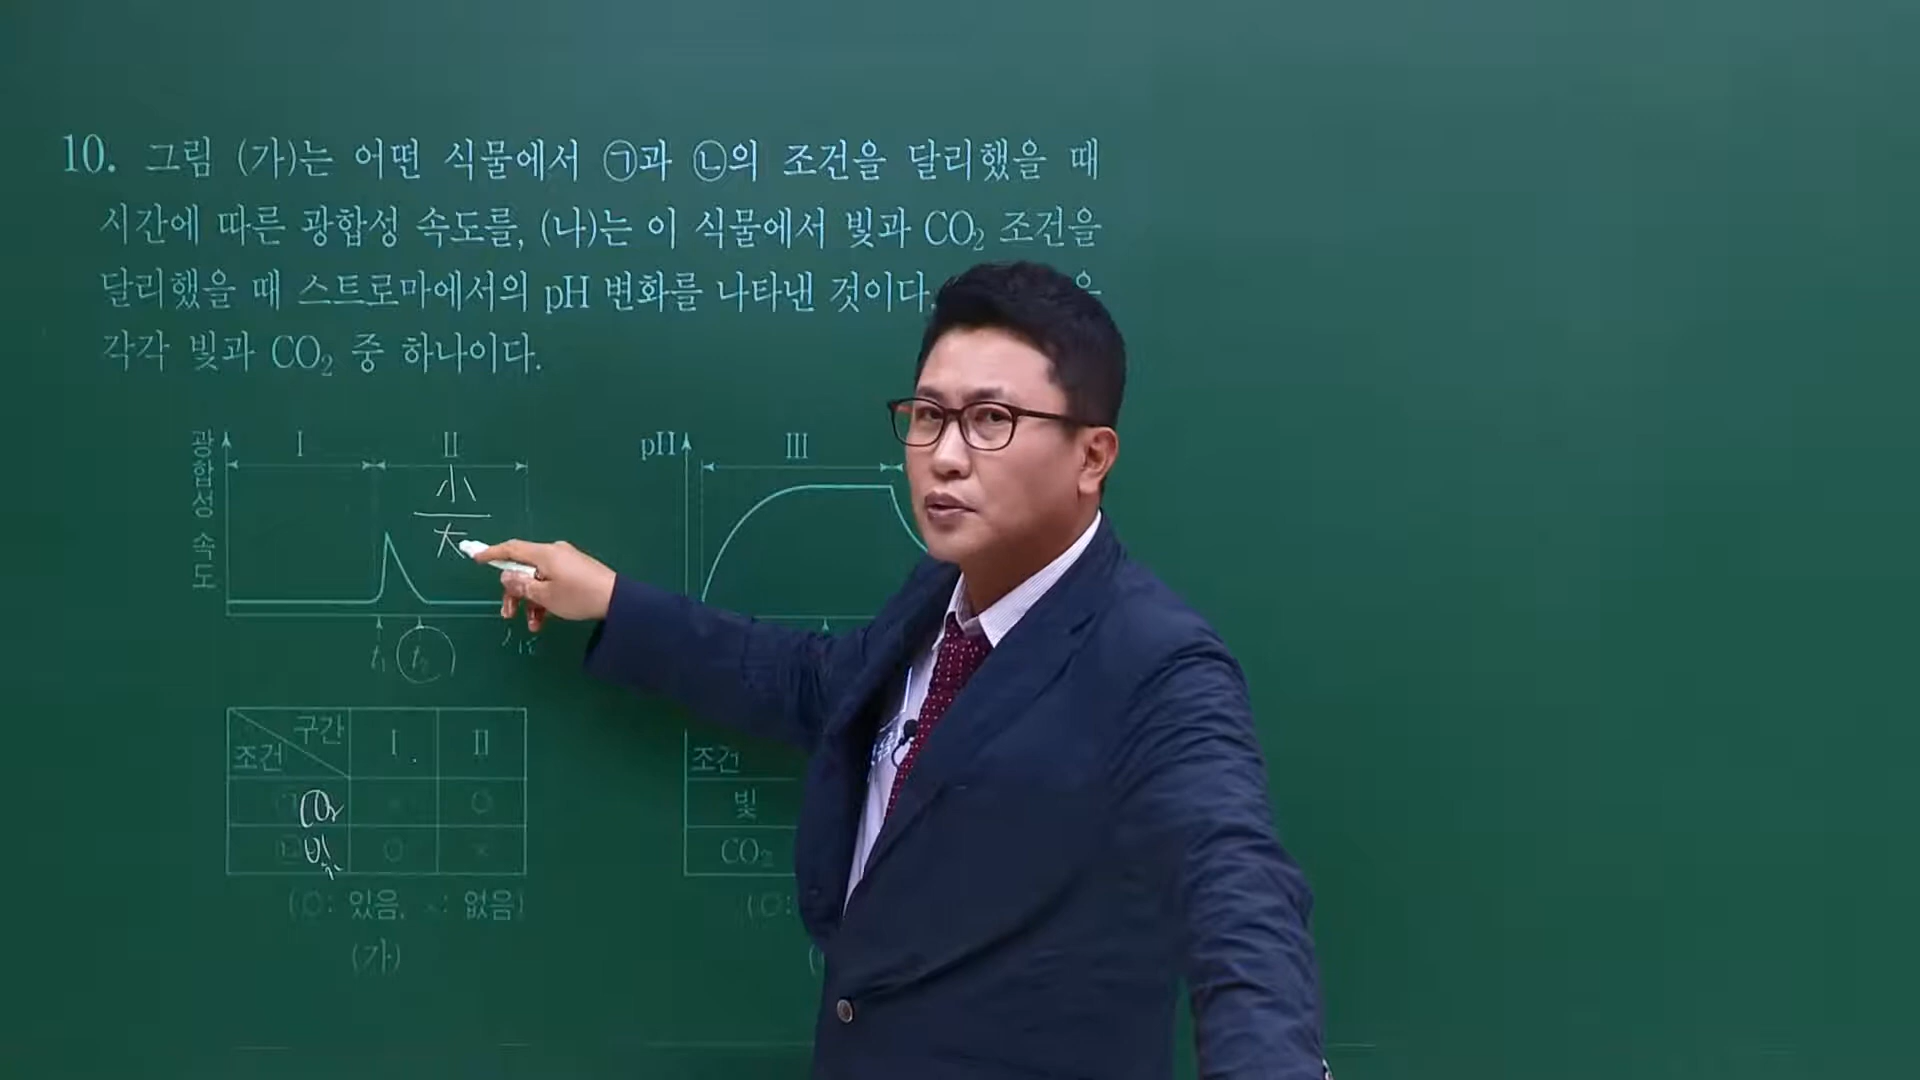 10. 그림 (가)는 어떤 식물에서 ㉠과 ㉡의 조건을 달리했을 때
시간에 따른 광합성 속도를, (나)는 이 식물에서 빛과 CO₂ 조건을
달리했을 때 스트로마에서의 pH 변화를 나타낸 것이다.
각각 빛과 CO₂ 중 하나이다.
광합성 속도
I
II
小
大
t₁
t₂
구간
조건
I
II
㉠
CO₂
×
○
㉡
빛
○
×
(○: 있음, ×: 없음)
(가)
pH
III
조건
빛
CO₂
(○: